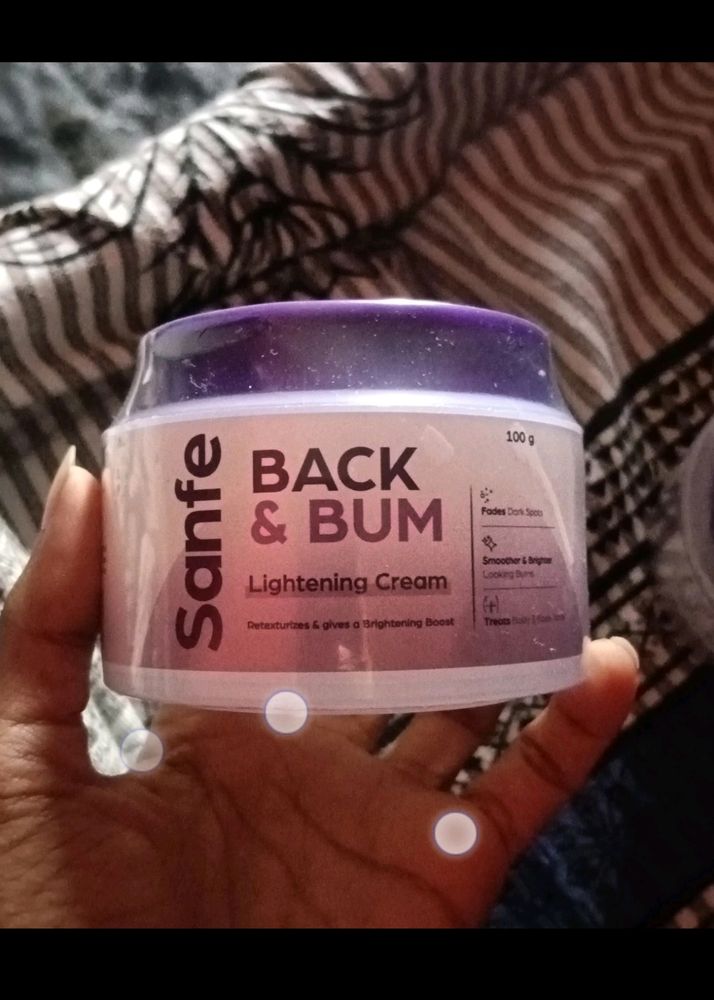 Sanfe
BACK
& BUM
Lightening Cream
Retexturizes & gives a Brightening Boost
100 g
Fades Dark Spots
Smoother & Brighter
Looking Bums
Treats